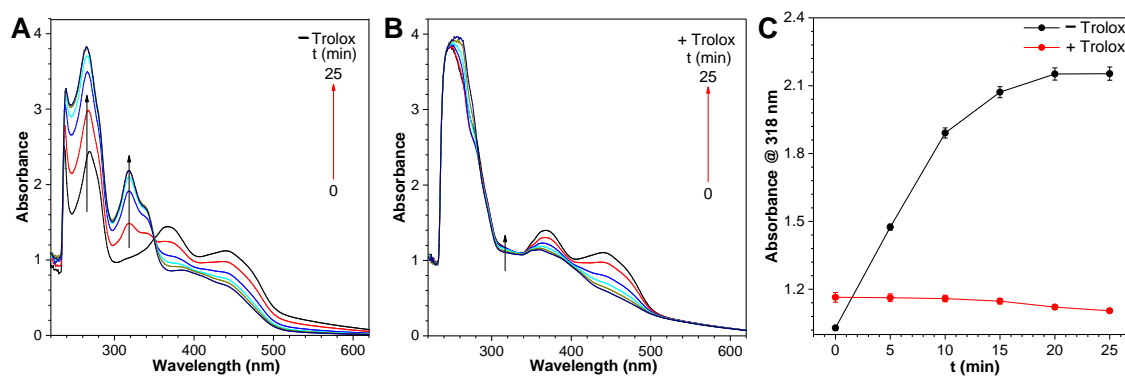 A
– Trolox
t (min)
25
0
Absorbance
4
3
2
1
0
300
400
500
600
Wavelength (nm)
B
+ Trolox
t (min)
25
0
Absorbance
4
3
2
1
0
300
400
500
600
Wavelength (nm)
C
– Trolox
+ Trolox
Absorbance @ 318 nm
2.4
2.1
1.8
1.5
1.2
0
5
10
15
20
25
t (min)